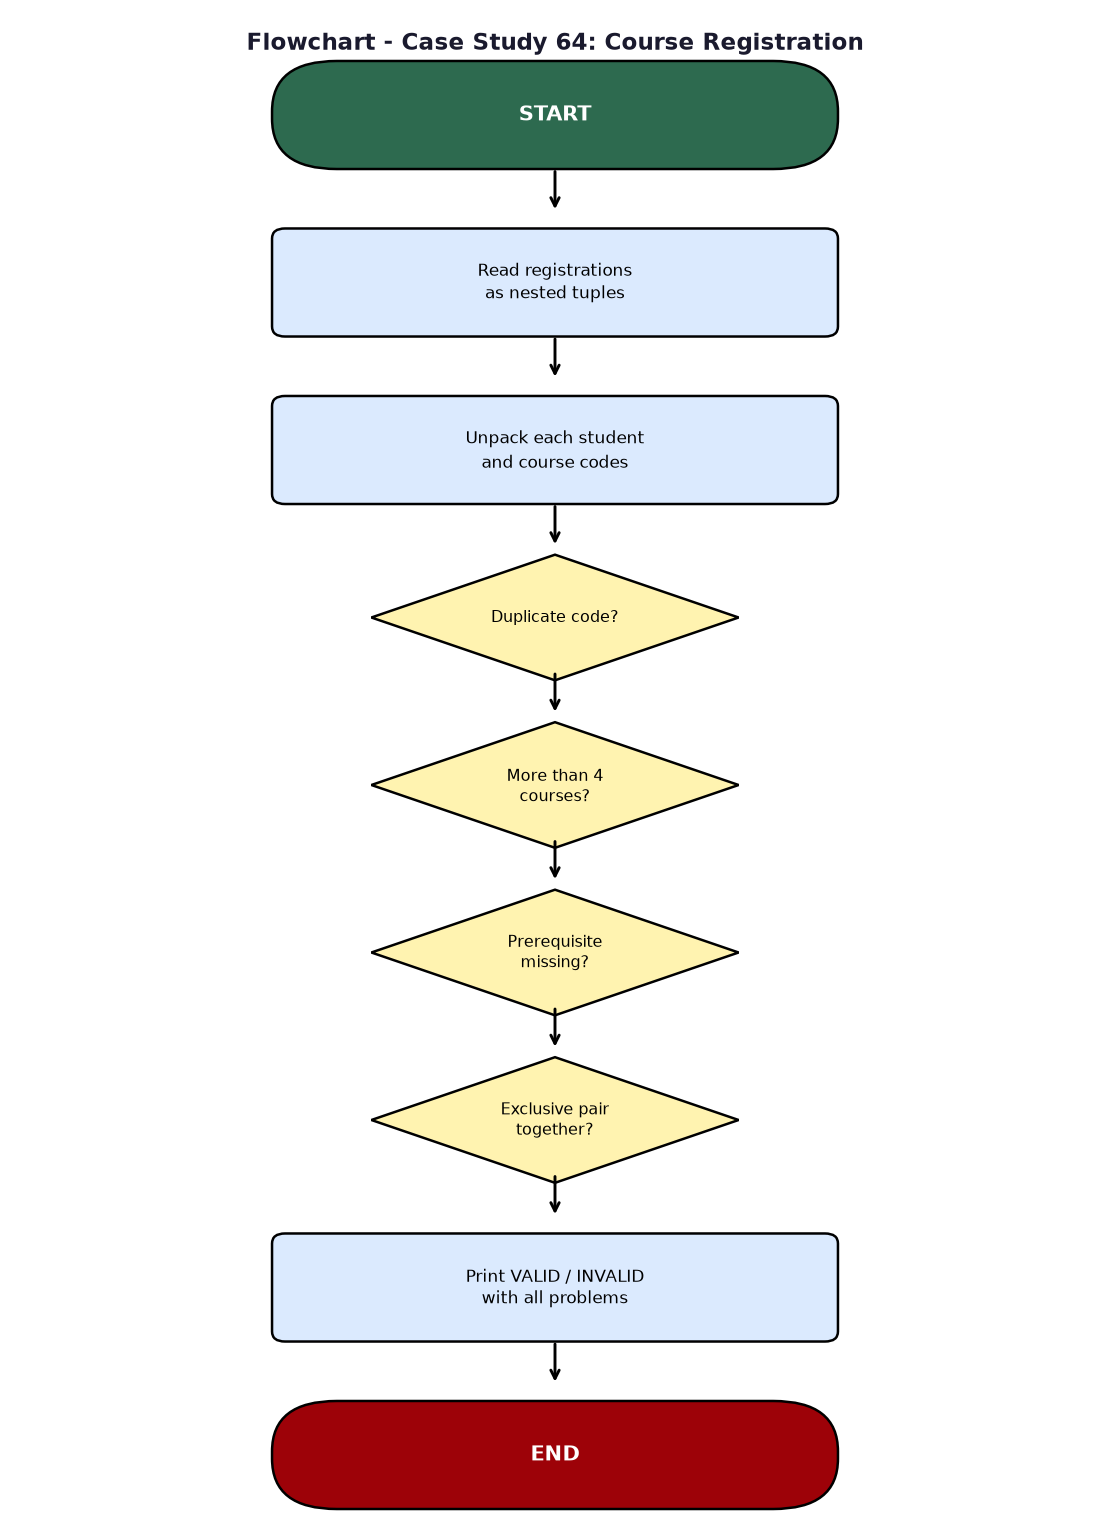 Flowchart - Case Study 64: Course Registration
START
Read registrations
as nested tuples
Unpack each student
and course codes
Duplicate code?
More than 4
courses?
Prerequisite
missing?
Exclusive pair
together?
Print VALID / INVALID
with all problems
END